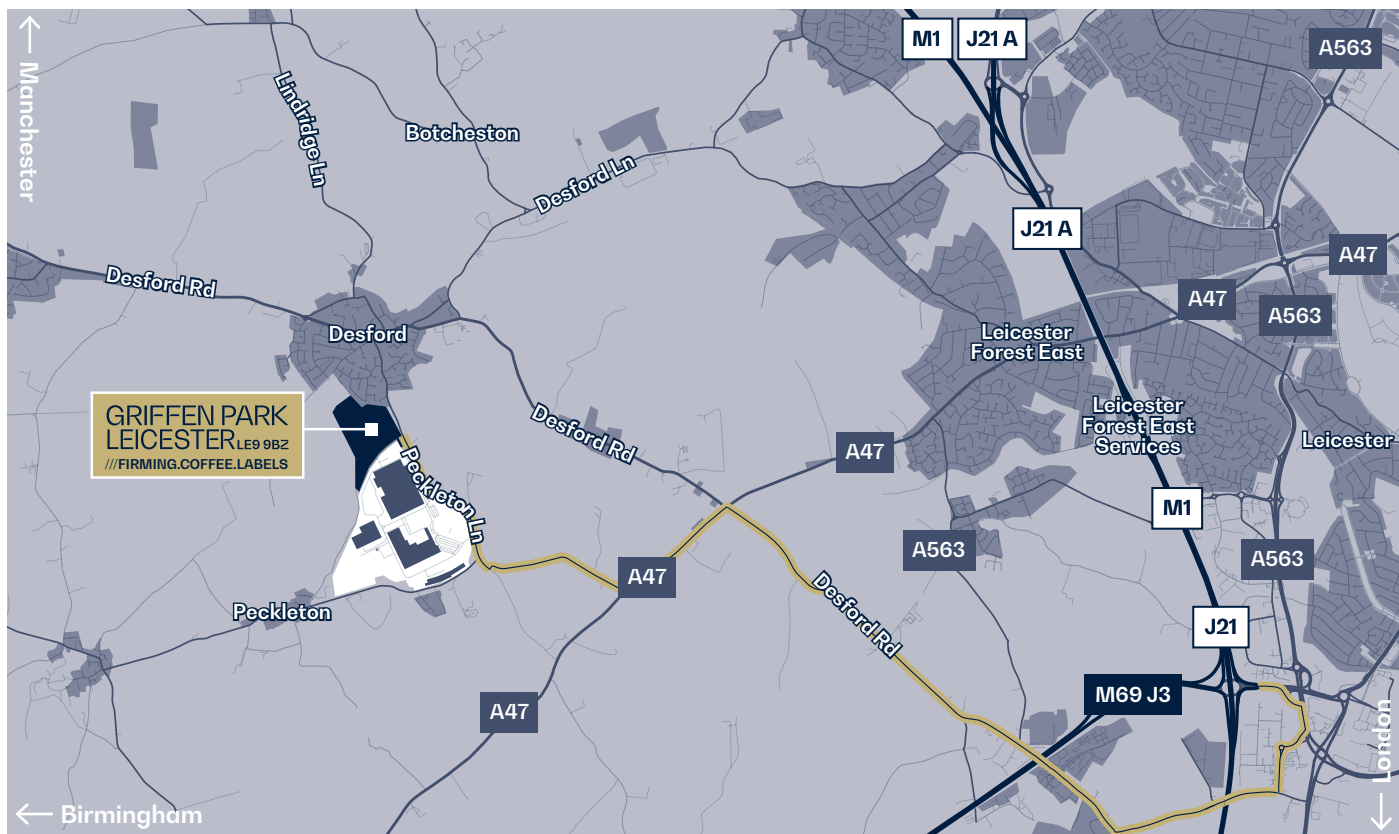 Manchester
M1
J21 A
A563
Lindridge Ln
Botcheston
Desford Ln
J21 A
A47
Desford Rd
A47
A563
Desford
Leicester
Forest East
GRIFFEN PARK
LEICESTER LE9 9BZ
///FIRMING.COFFEE.LABELS
Desford Rd
Leicester
Forest East
Services
Leicester
A47
Peckleton Ln
M1
A563
A563
A47
Peckleton
Desford Rd
J21
M69 J3
A47
London
Birmingham